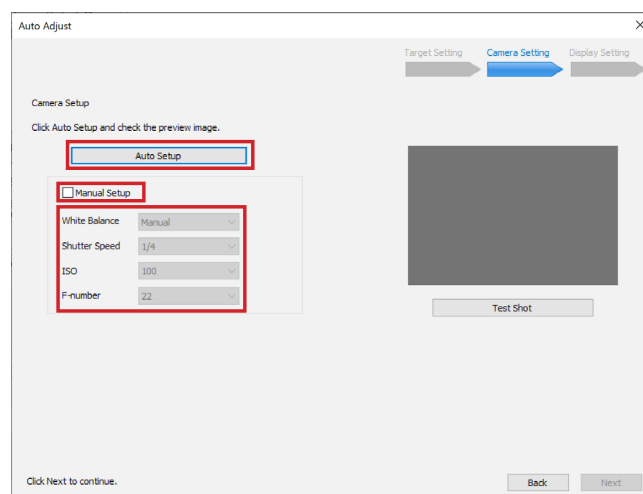 Auto Adjust
Target Setting Camera Setting Display Setting
Camera Setup
Click Auto Setup and check the preview image.
Auto Setup
Manual Setup
White Balance Manual
Shutter Speed 1/4
ISO 100
F-number 22
Test Shot
Click Next to continue.
Back Next